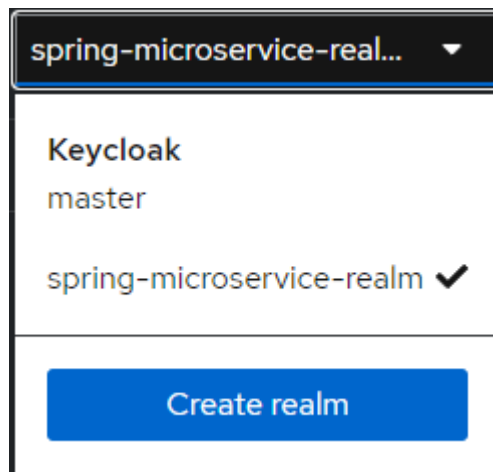 spring-microservice-real...
Keycloak
master
spring-microservice-realm
Create realm